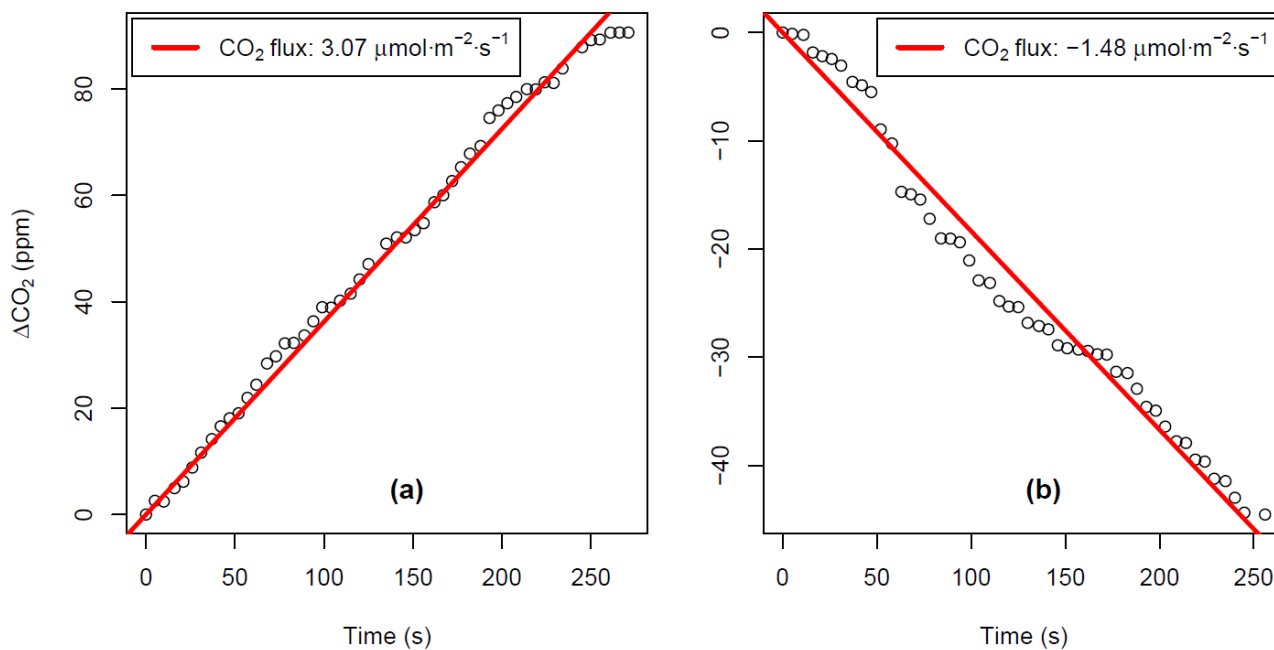 CO₂ flux: 3.07 μmol·m⁻²·s⁻¹
ΔCO₂ (ppm)
80
60
40
20
0
(a)
0 50 100 150 200 250
Time (s)
CO₂ flux: −1.48 μmol·m⁻²·s⁻¹
0
−10
−20
−30
−40
(b)
0 50 100 150 200 250
Time (s)